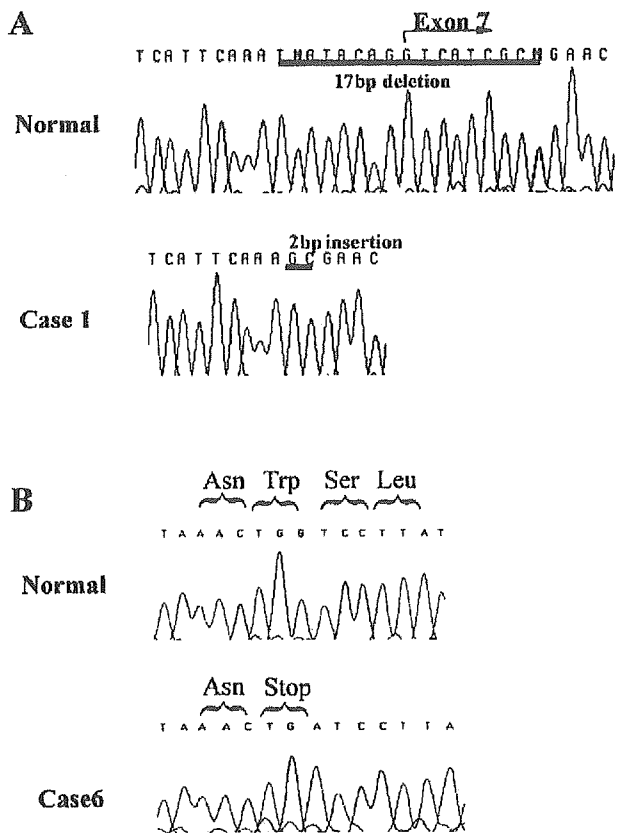 A
Exon 7
T C A T T C A A A T N A T A C A G G T C A T C G C N G A A C
17bp deletion
Normal
2bp insertion
T C A T T C A A A G C G A A C
Case 1
B
Asn Trp Ser Leu
T A A A C T G G T C C T T A T
Normal
Asn Stop
T A A A C T G A T C C T T A
Case6